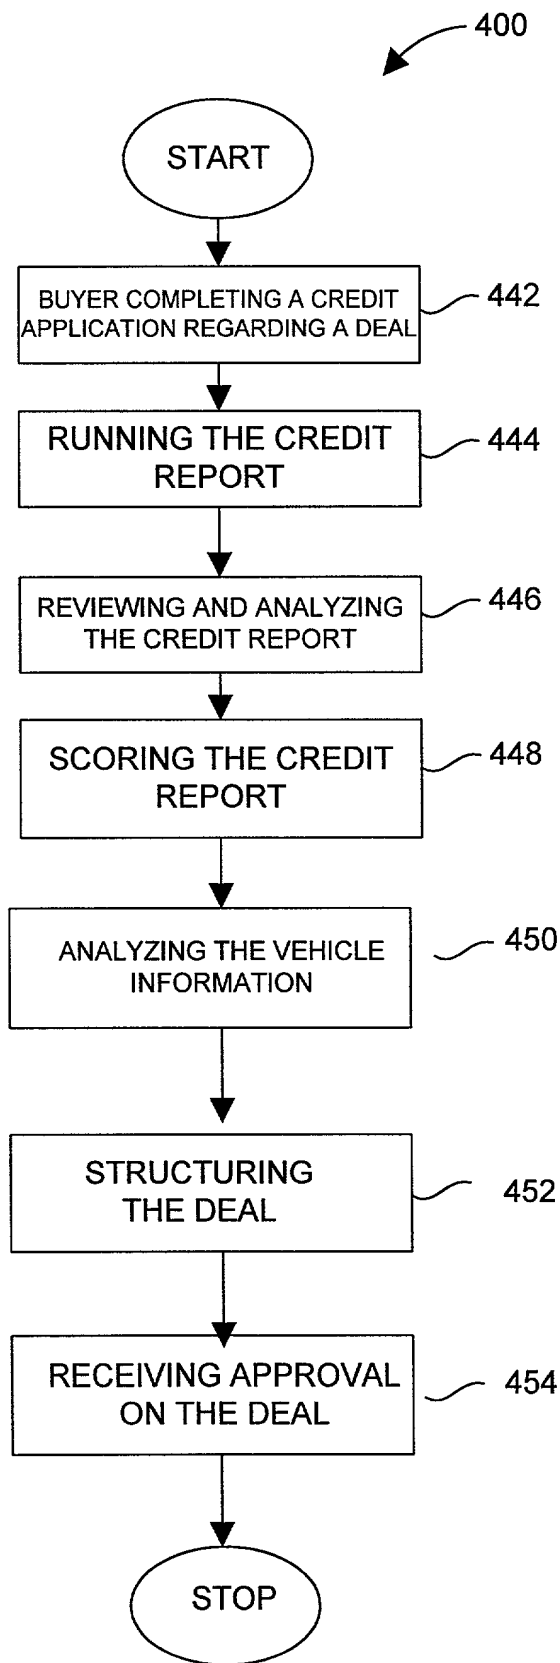 400
START
BUYER COMPLETING A CREDIT
APPLICATION REGARDING A DEAL
442
RUNNING THE CREDIT
REPORT
444
REVIEWING AND ANALYZING
THE CREDIT REPORT
446
SCORING THE CREDIT
REPORT
448
ANALYZING THE VEHICLE
INFORMATION
450
STRUCTURING
THE DEAL
452
RECEIVING APPROVAL
ON THE DEAL
454
STOP